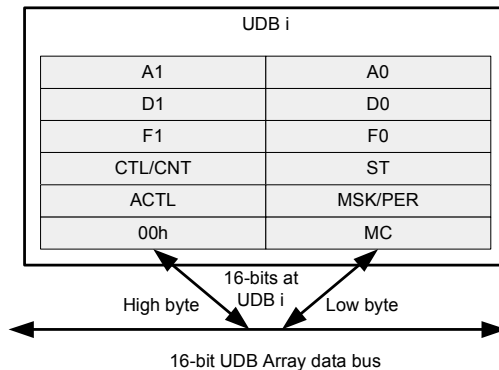 UDB i
A1 A0
D1 D0
F1 F0
CTL/CNT ST
ACTL MSK/PER
00h MC
16-bits at
UDB i
High byte Low byte
16-bit UDB Array data bus